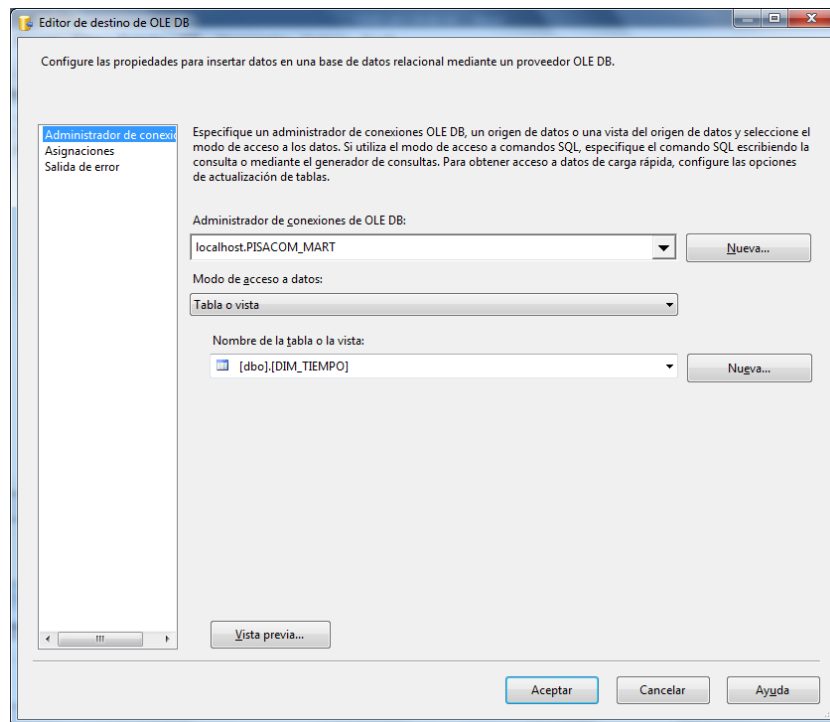 Editor de destino de OLE DB
Configure las propiedades para insertar datos en una base de datos relacional mediante un proveedor OLE DB.
Administrador de conexi
Asignaciones
Salida de error
Especifique un administrador de conexiones OLE DB, un origen de datos o una vista del origen de datos y seleccione el
modo de acceso a los datos. Si utiliza el modo de acceso a comandos SQL, especifique el comando SQL escribiendo la
consulta o mediante el generador de consultas. Para obtener acceso a datos de carga rápida, configure las opciones
de actualización de tablas.
Administrador de conexiones de OLE DB:
localhost.PISACOM_MART
Nueva...
Modo de acceso a datos:
Tabla o vista
Nombre de la tabla o la vista:
[dbo].[DIM_TIEMPO]
Nueva...
Vista previa...
Aceptar
Cancelar
Ayuda